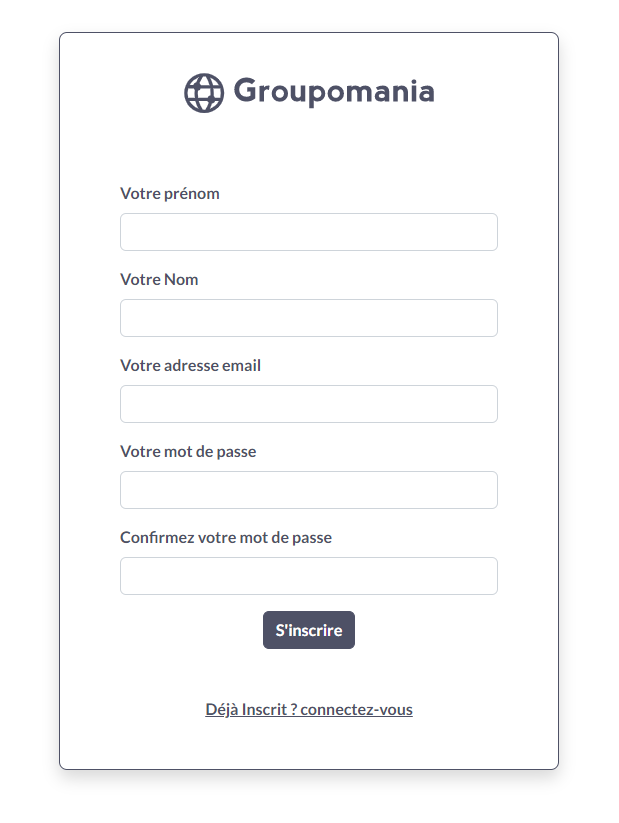 Groupomania
Votre prénom
Votre Nom
Votre adresse email
Votre mot de passe
Confirmez votre mot de passe
S'inscrire
Déjà Inscrit ? connectez-vous